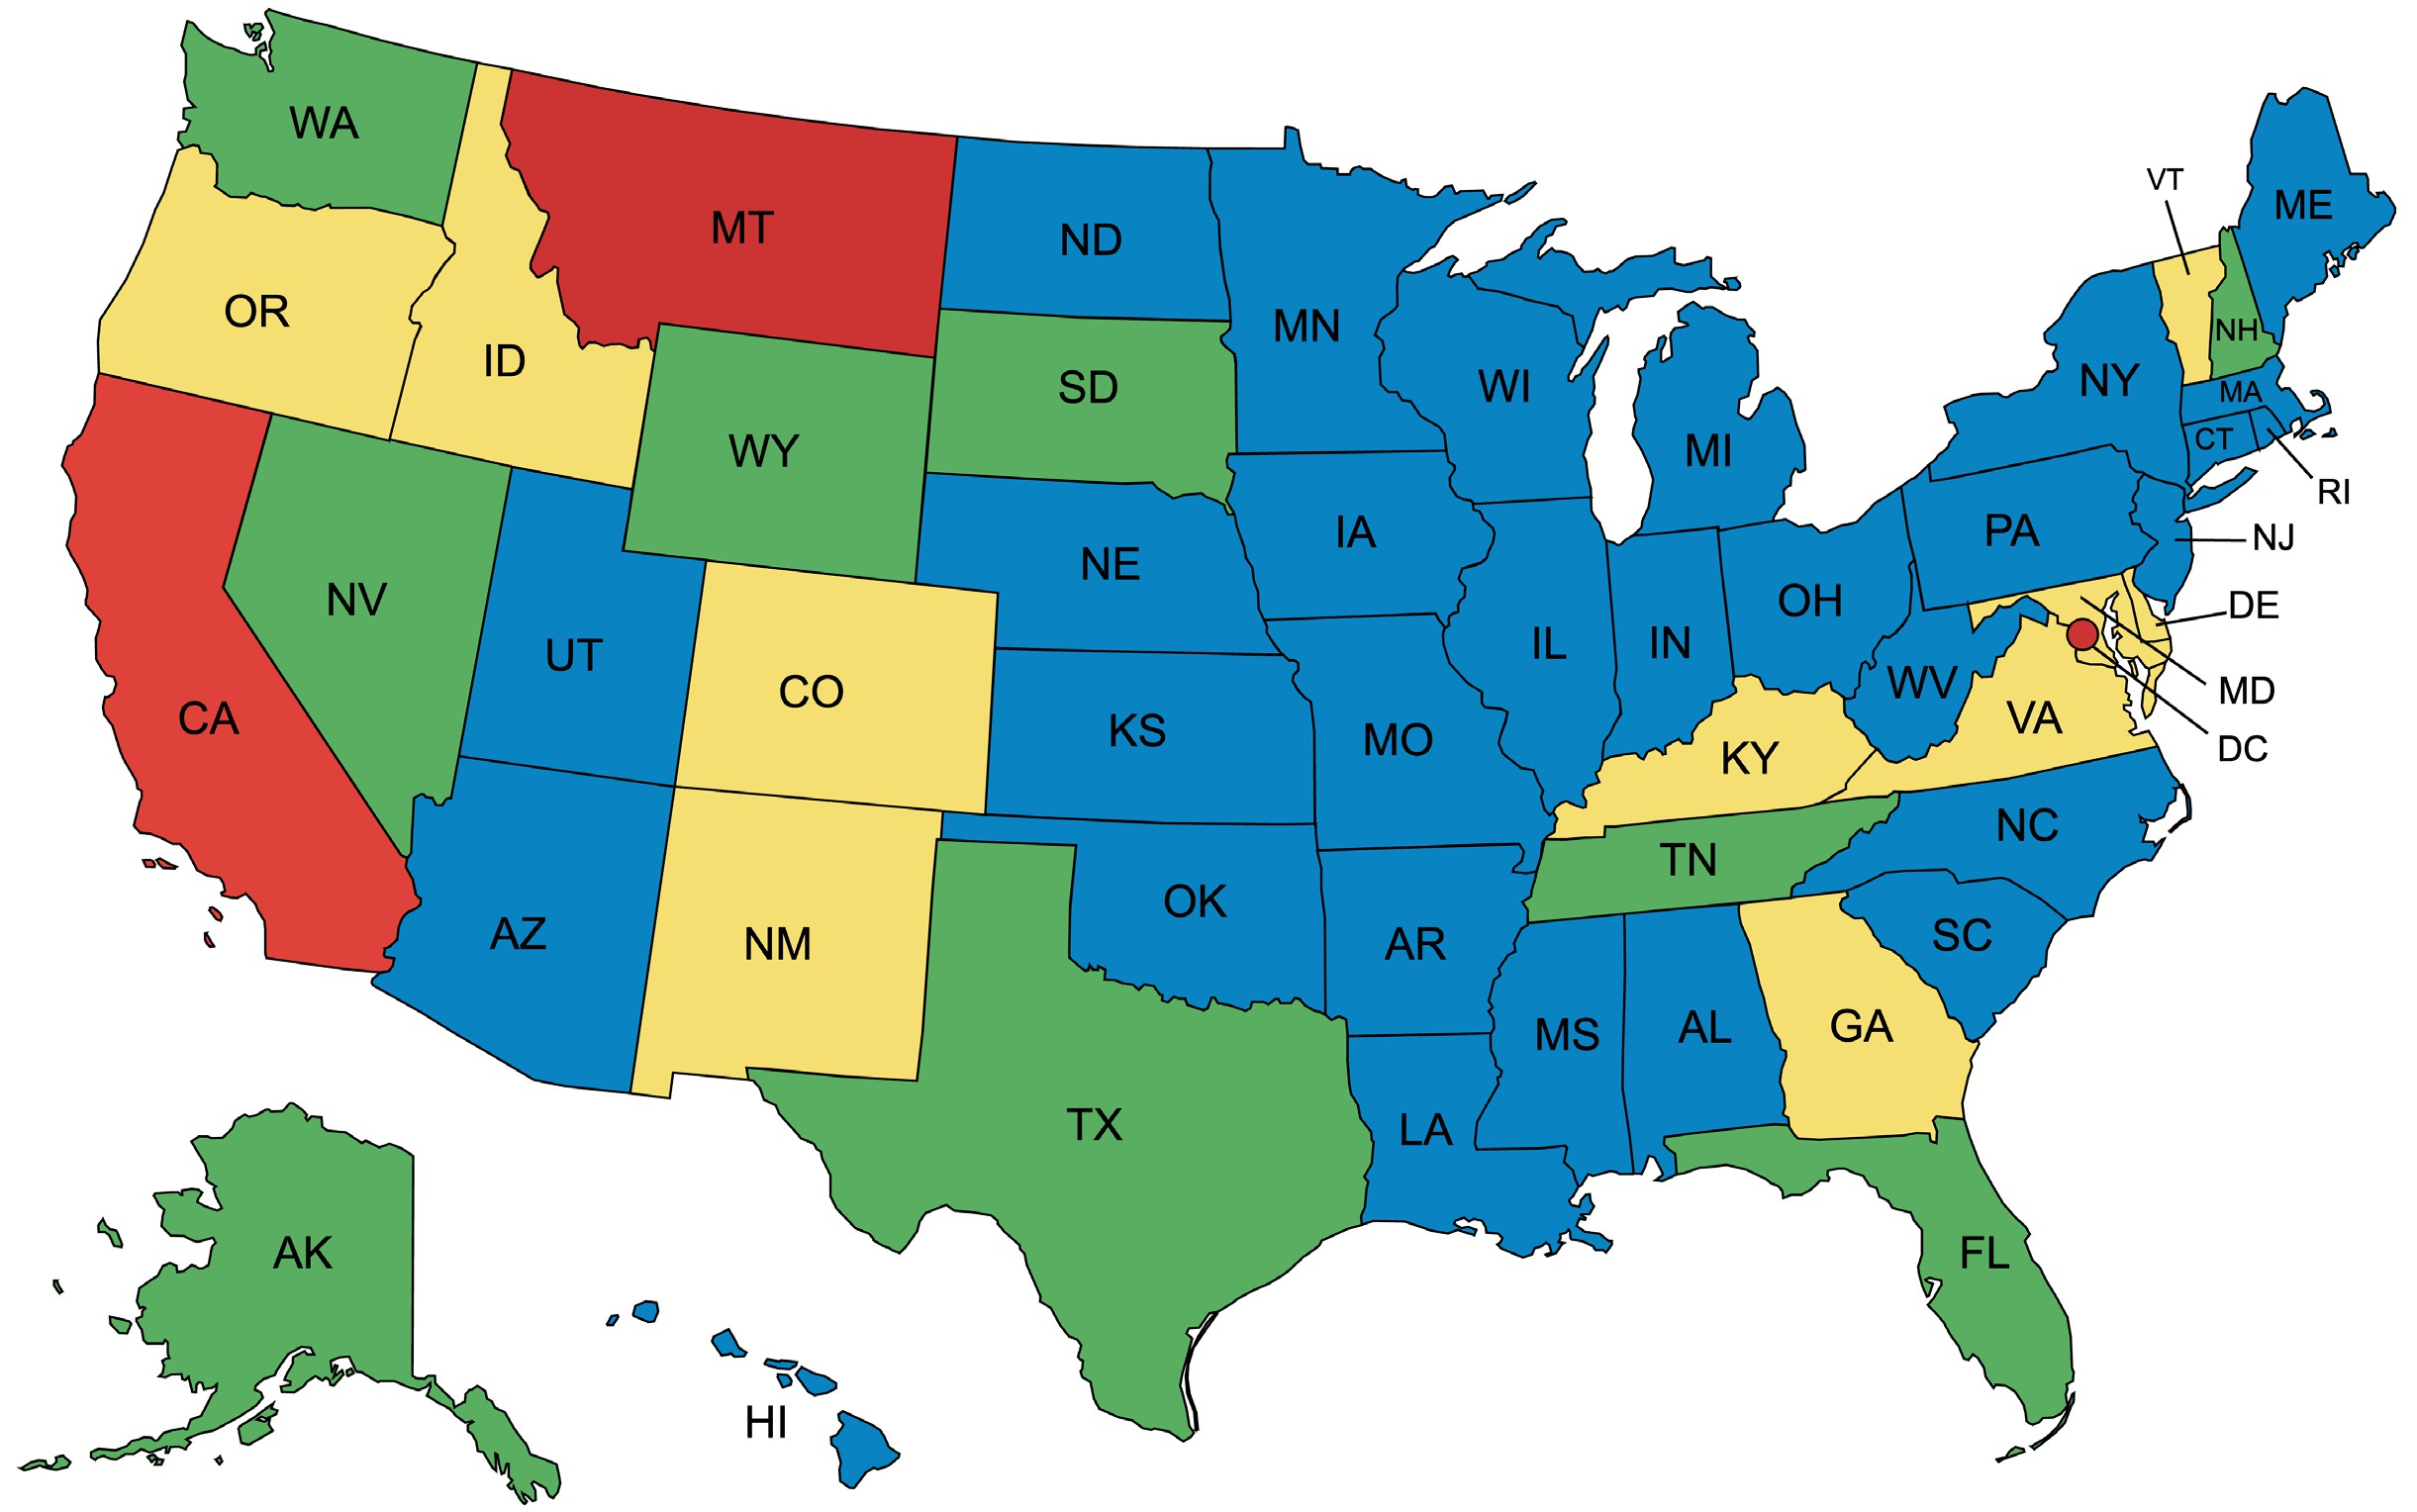 WA
MT
ND
MN
ME
VT
OR
ID
SD
WI
MI
NY
NH
MA
CT
RI
WY
NE
IA
PA
NJ
NV
UT
CO
KS
MO
IL
IN
OH
WV
VA
DE
MD
DC
CA
KY
NC
TN
AZ
NM
OK
AR
SC
MS
AL
GA
TX
LA
AK
FL
HI